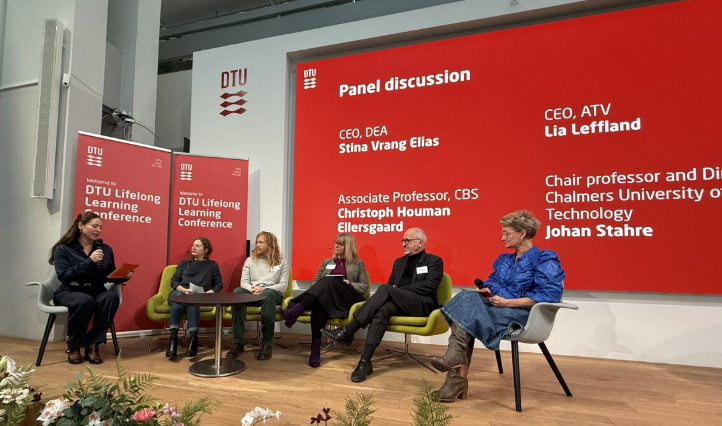 DTU
DTU
Panel discussion
CEO, DEA
Stina Vrang Elias
CEO, ATV
Lia Leffland
Associate Professor, CBS
Christoph Houman
Ellersgaard
Chair professor and Di
Chalmers University of
Technology
Johan Stahre
DTU
Welcome to
DTU Lifelong
Learning
Conference
DTU
Welcome to
DTU Lifelong
Learning
Conference